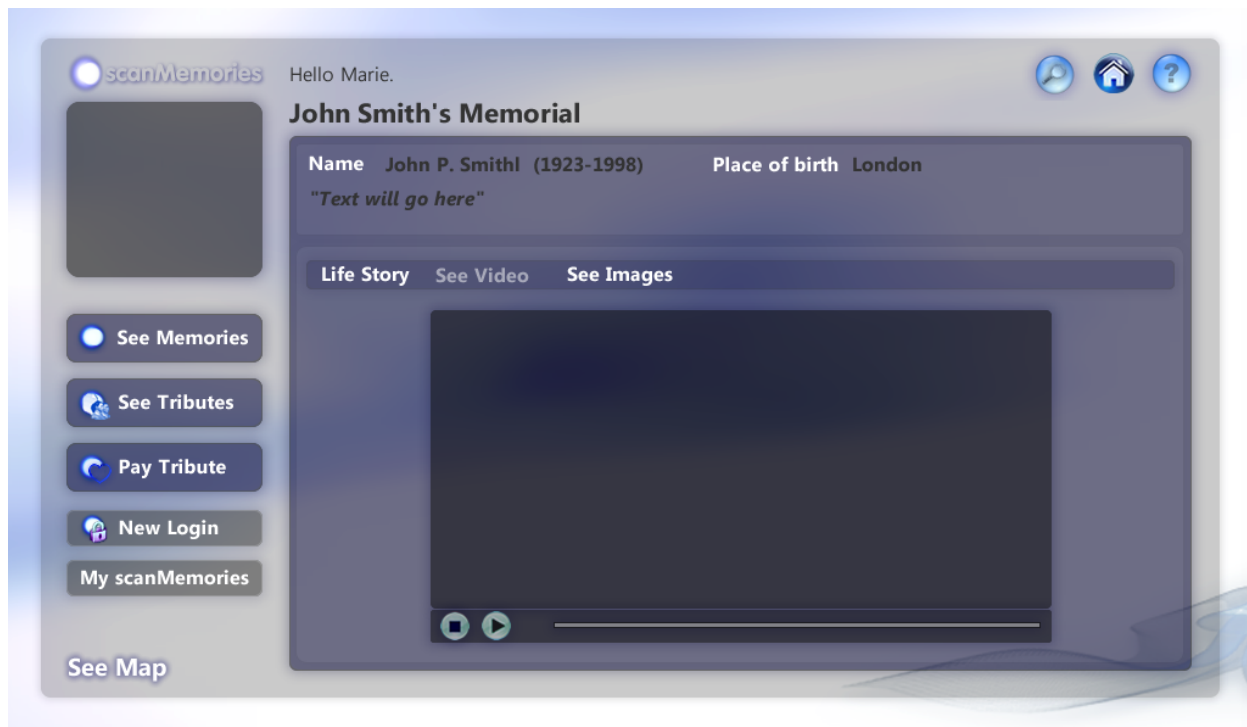 scanMemories
Hello Marie.
John Smith's Memorial
Name John P. Smithl (1923-1998) Place of birth London
"Text will go here"
Life Story See Video See Images
See Memories
See Tributes
Pay Tribute
New Login
My scanMemories
See Map
?